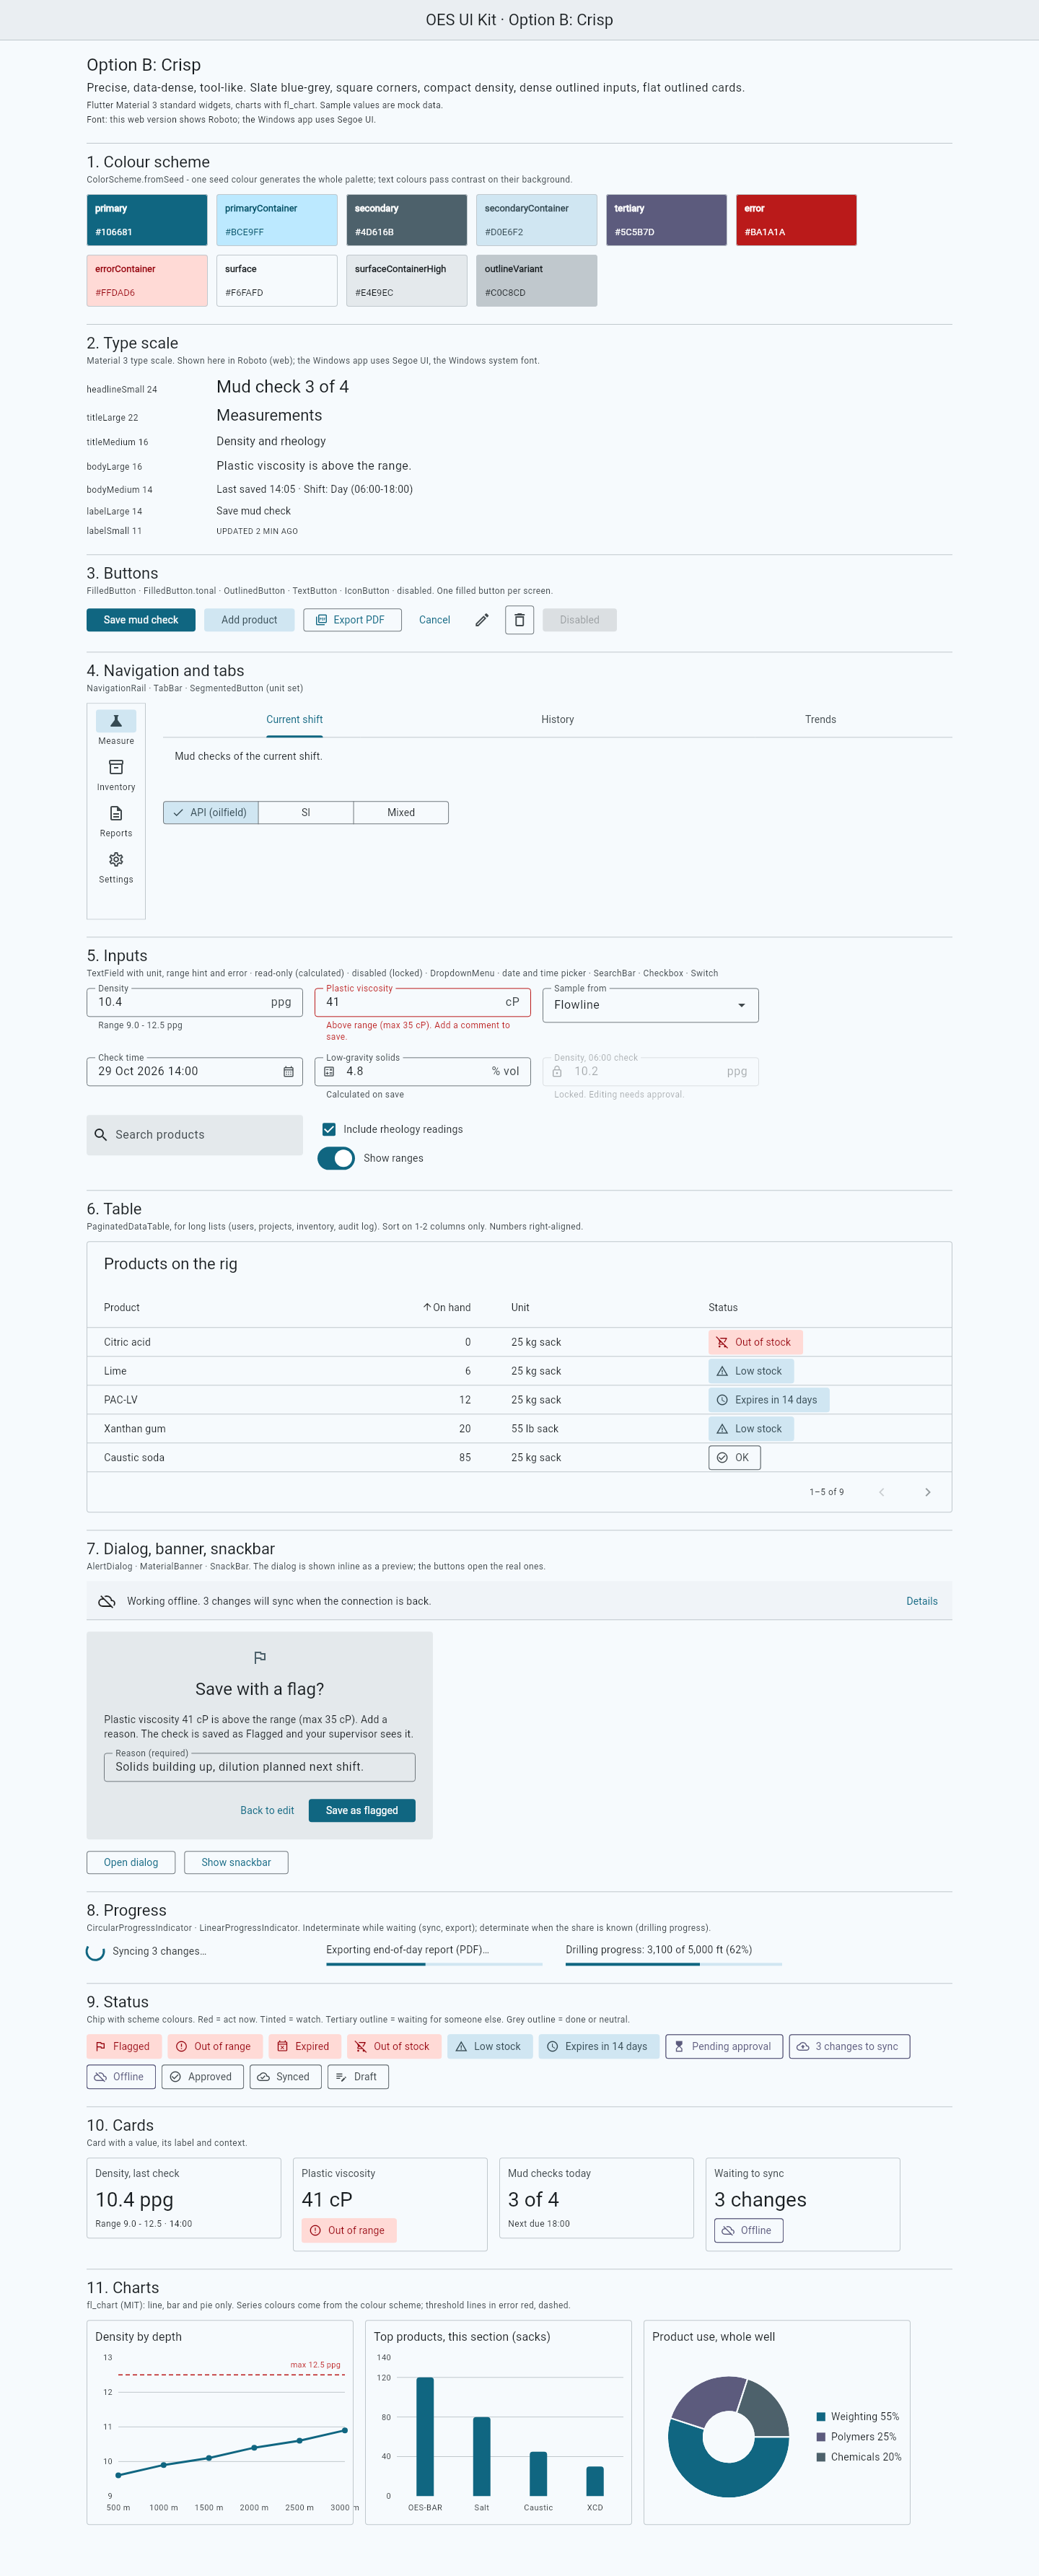 OES UI Kit · Option B: Crisp
Option B: Crisp
Precise, data-dense, tool-like. Slate blue-grey, square corners, compact density, dense outlined inputs, flat outlined cards.
Flutter Material 3 standard widgets, charts with fl_chart. Sample values are mock data.
Font: this web version shows Roboto; the Windows app uses Segoe UI.
1. Colour scheme
ColorScheme.fromSeed - one seed colour generates the whole palette; text colours pass contrast on their background.
primary
#106681
primaryContainer
#BCE9FF
secondary
#4D616B
secondaryContainer
#D0E6F2
tertiary
#5C5B7D
error
#BA1A1A
errorContainer
#FFDAD6
surface
#F6FAFD
surfaceContainerHigh
#E4E9EC
outlineVariant
#C0C8CD
2. Type scale
Material 3 type scale. Shown here in Roboto (web); the Windows app uses Segoe UI, the Windows system font.
headlineSmall 24
Mud check 3 of 4
titleLarge 22
Measurements
titleMedium 16
Density and rheology
bodyLarge 16
Plastic viscosity is above the range.
bodyMedium 14
Last saved 14:05 · Shift: Day (06:00-18:00)
labelLarge 14
Save mud check
labelSmall 11
UPDATED 2 MIN AGO
3. Buttons
FilledButton · FilledButton.tonal · OutlinedButton · TextButton · IconButton · disabled. One filled button per screen.
Save mud check
Add product
Export PDF
Cancel
Disabled
4. Navigation and tabs
NavigationRail · TabBar · SegmentedButton (unit set)
Measure
Inventory
Reports
Settings
Current shift
History
Trends
Mud checks of the current shift.
API (oilfield)
SI
Mixed
5. Inputs
TextField with unit, range hint and error · read-only (calculated) · disabled (locked) · DropdownMenu · date and time picker · SearchBar · Checkbox · Switch
Density
10.4 ppg
Range 9.0 - 12.5 ppg
Plastic viscosity
41 cP
Above range (max 35 cP). Add a comment to
save.
Sample from
Flowline
Check time
29 Oct 2026 14:00
Low-gravity solids
4.8 % vol
Calculated on save
Density, 06:00 check
10.2 ppg
Locked. Editing needs approval.
Search products
Include rheology readings
Show ranges
6. Table
PaginatedDataTable, for long lists (users, projects, inventory, audit log). Sort on 1-2 columns only. Numbers right-aligned.
Products on the rig
Product On hand Unit Status
Citric acid 0 25 kg sack Out of stock
Lime 6 25 kg sack Low stock
PAC-LV 12 25 kg sack Expires in 14 days
Xanthan gum 20 55 lb sack Low stock
Caustic soda 85 25 kg sack OK
1–5 of 9
7. Dialog, banner, snackbar
AlertDialog · MaterialBanner · SnackBar. The dialog is shown inline as a preview; the buttons open the real ones.
Working offline. 3 changes will sync when the connection is back.
Details
Save with a flag?
Plastic viscosity 41 cP is above the range (max 35 cP). Add a
reason. The check is saved as Flagged and your supervisor sees it.
Reason (required)
Solids building up, dilution planned next shift.
Back to edit
Save as flagged
Open dialog
Show snackbar
8. Progress
CircularProgressIndicator · LinearProgressIndicator. Indeterminate while waiting (sync, export); determinate when the share is known (drilling progress).
Syncing 3 changes…
Exporting end-of-day report (PDF)…
Drilling progress: 3,100 of 5,000 ft (62%)
9. Status
Chip with scheme colours. Red = act now. Tinted = watch. Tertiary outline = waiting for someone else. Grey outline = done or neutral.
Flagged
Out of range
Expired
Out of stock
Low stock
Expires in 14 days
Pending approval
3 changes to sync
Offline
Approved
Synced
Draft
10. Cards
Card with a value, its label and context.
Density, last check
10.4 ppg
Range 9.0 - 12.5 · 14:00
Plastic viscosity
41 cP
Out of range
Mud checks today
3 of 4
Next due 18:00
Waiting to sync
3 changes
Offline
11. Charts
fl_chart (MIT): line, bar and pie only. Series colours come from the colour scheme; threshold lines in error red, dashed.
Density by depth
13
max 12.5 ppg
12
11
10
9
500 m 1000 m 1500 m 2000 m 2500 m 3000 m
Top products, this section (sacks)
140
120
80
40
0
OES-BAR Salt Caustic XCD
Product use, whole well
Weighting 55%
Polymers 25%
Chemicals 20%